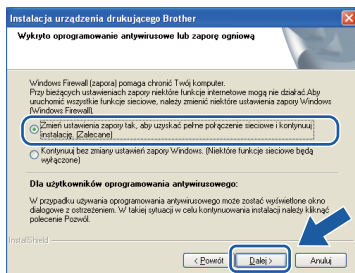 Instalacja urządzenia drukującego Brother
Wykryto oprogramowanie antywirusowe lub zaporę ogniową
Windows Firewall (zapora) pomaga chronić Twój komputer.
Przy bieżących ustawieniach zapory niektóre funkcje internetowe mogą nie działać.Aby
uruchomić wszystkie funkcje sieciowe, należy zmienić niektóre ustawienia zapory Windows
(Windows Firewall).
Zmień ustawienia zapory tak, aby uzyskać pełne połączenie sieciowe i kontynuuj
instalację. (Zalecane)
Kontynuuj bez zmiany ustawień zapory Windows. (Niektóre funkcje sieciowe będą
wyłączone)
Dla użytkowników oprogramowania antywirusowego:
W przypadku używania oprogramowania antywirusowego może zostać wyświetlone okno
dialogowe z ostrzeżeniem. W takiej sytuacji w celu kontynuowania instalacji należy kliknąć
polecenie Pozwól.
InstallShield
< Powrót Dalej > Anuluj